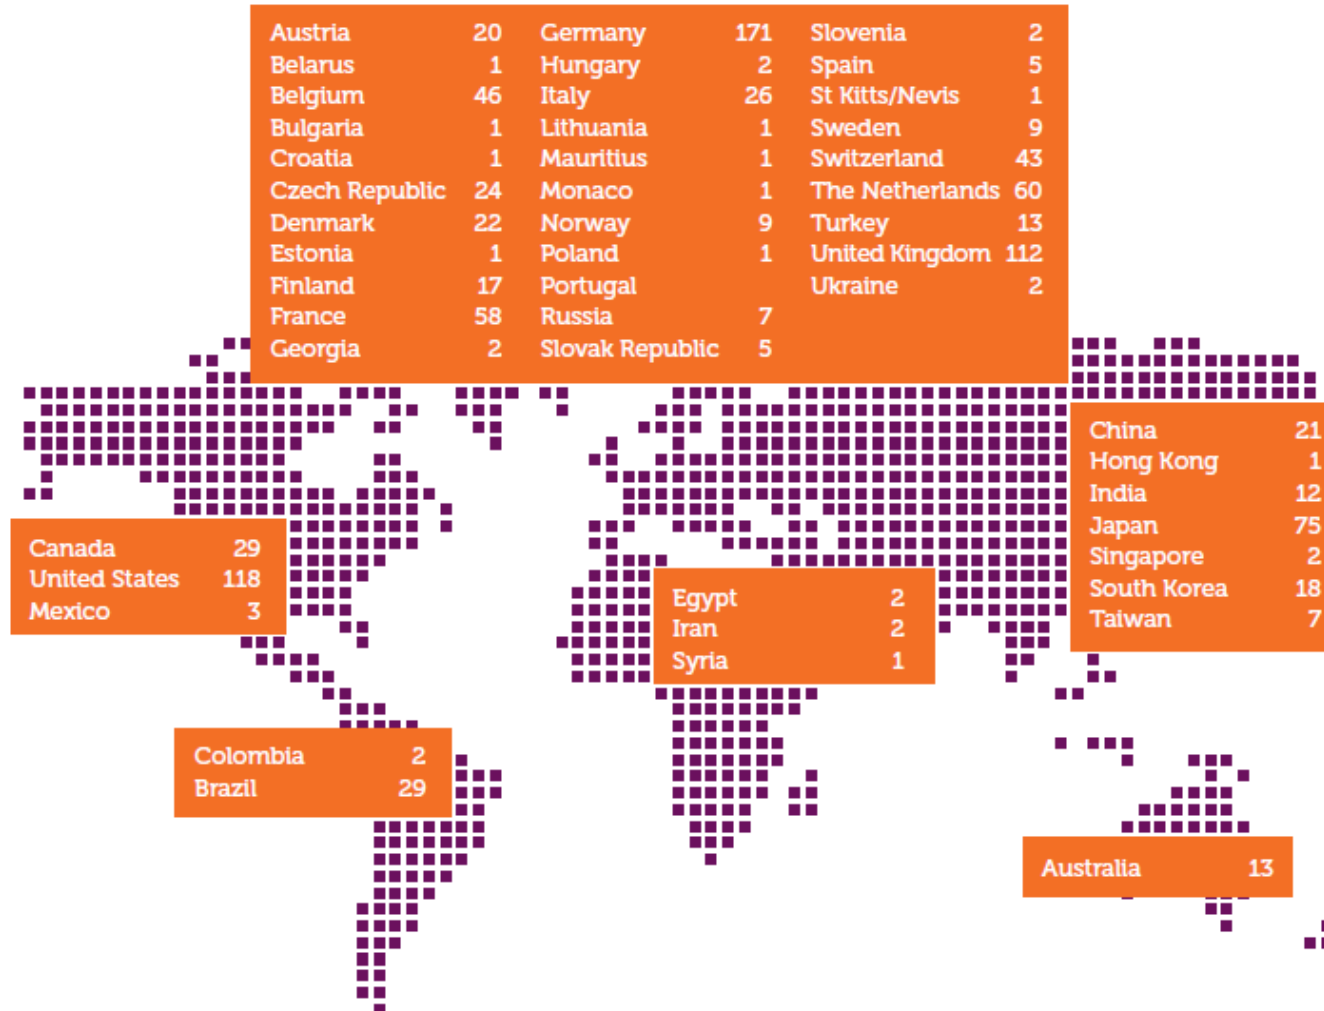 Austria 20
Belarus 1
Belgium 46
Bulgaria 1
Croatia 1
Czech Republic 24
Denmark 22
Estonia 1
Finland 17
France 58
Georgia 2
Germany 171
Hungary 2
Italy 26
Lithuania 1
Mauritius 1
Monaco 1
Norway 9
Poland 1
Portugal
Russia 7
Slovak Republic 5
Slovenia 2
Spain 5
St Kitts/Nevis 1
Sweden 9
Switzerland 43
The Netherlands 60
Turkey 13
United Kingdom 112
Ukraine 2
Canada 29
United States 118
Mexico 3
Egypt 2
Iran 2
Syria 1
China 21
Hong Kong 1
India 12
Japan 75
Singapore 2
South Korea 18
Taiwan 7
Colombia 2
Brazil 29
Australia 13